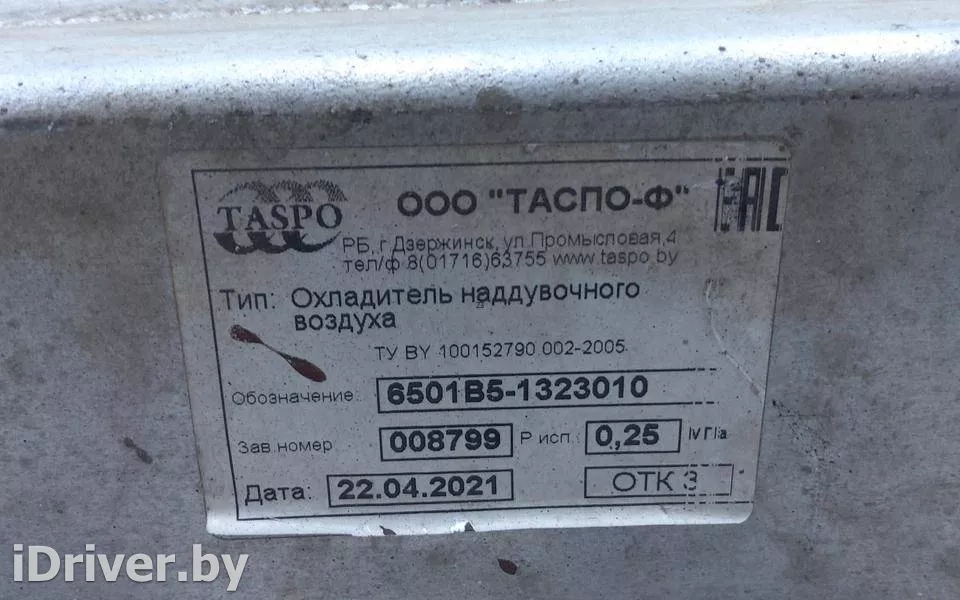 TASPO
ООО "ТАСПО-Ф"
EAC
РБ, г.Дзержинск, ул.Промысловая,4
тел/ф 8(01716)63755 www.taspo.by
Тип: Охладитель наддувочного
воздуха
ТУ BY 100152790.002-2005
Обозначение: 6501В5-1323010
Зав.номер 008799 Р исп. 0,25 МПа
Дата: 22.04.2021 ОТК 3
iDriver.by